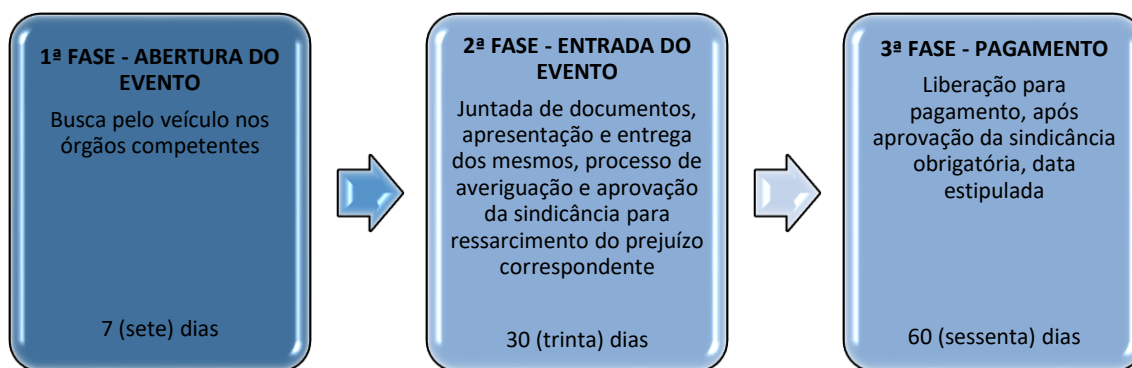 1ª FASE - ABERTURA DO
EVENTO
Busca pelo veículo nos
órgãos competentes
7 (sete) dias
2ª FASE - ENTRADA DO
EVENTO
Juntada de documentos,
apresentação e entrega
dos mesmos, processo de
averiguação e aprovação
da sindicância para
ressarcimento do prejuízo
correspondente
30 (trinta) dias
3ª FASE - PAGAMENTO
Liberação para
pagamento, após
aprovação da sindicância
obrigatória, data
estipulada
60 (sessenta) dias